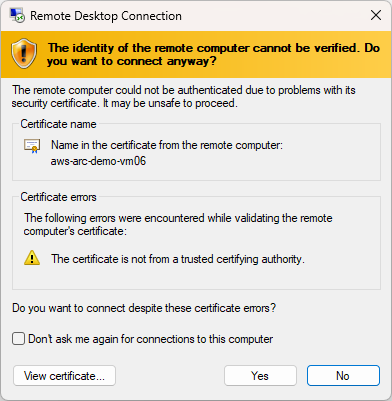 Remote Desktop Connection
The identity of the remote computer cannot be verified. Do
you want to connect anyway?
The remote computer could not be authenticated due to problems with its
security certificate. It may be unsafe to proceed.
Certificate name
Name in the certificate from the remote computer:
aws-arc-demo-vm06
Certificate errors
The following errors were encountered while validating the remote
computer's certificate:
The certificate is not from a trusted certifying authority.
Do you want to connect despite these certificate errors?
Don't ask me again for connections to this computer
View certificate...
Yes
No